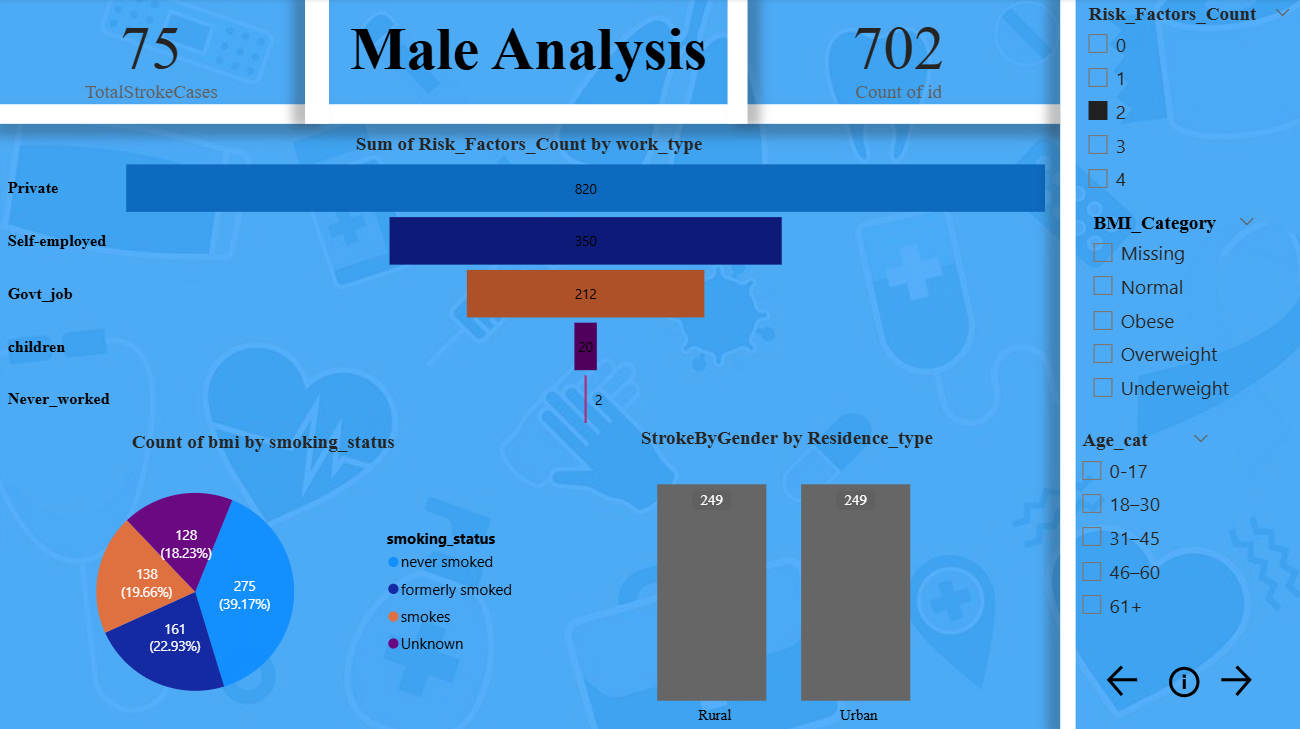 75
TotalStrokeCases
Male Analysis
702
Count of id
Sum of Risk_Factors_Count by work_type
Private
820
Self-employed
350
Govt_job
212
children
20
Never_worked
2
Count of bmi by smoking_status
128
(18.23%)
138
(19.66%)
275
(39.17%)
161
(22.93%)
smoking_status
never smoked
formerly smoked
smokes
Unknown
StrokeByGender by Residence_type
249
249
Rural
Urban
Risk_Factors_Count
0
1
2
3
4
BMI_Category
Missing
Normal
Obese
Overweight
Underweight
Age_cat
0-17
18–30
31–45
46–60
61+